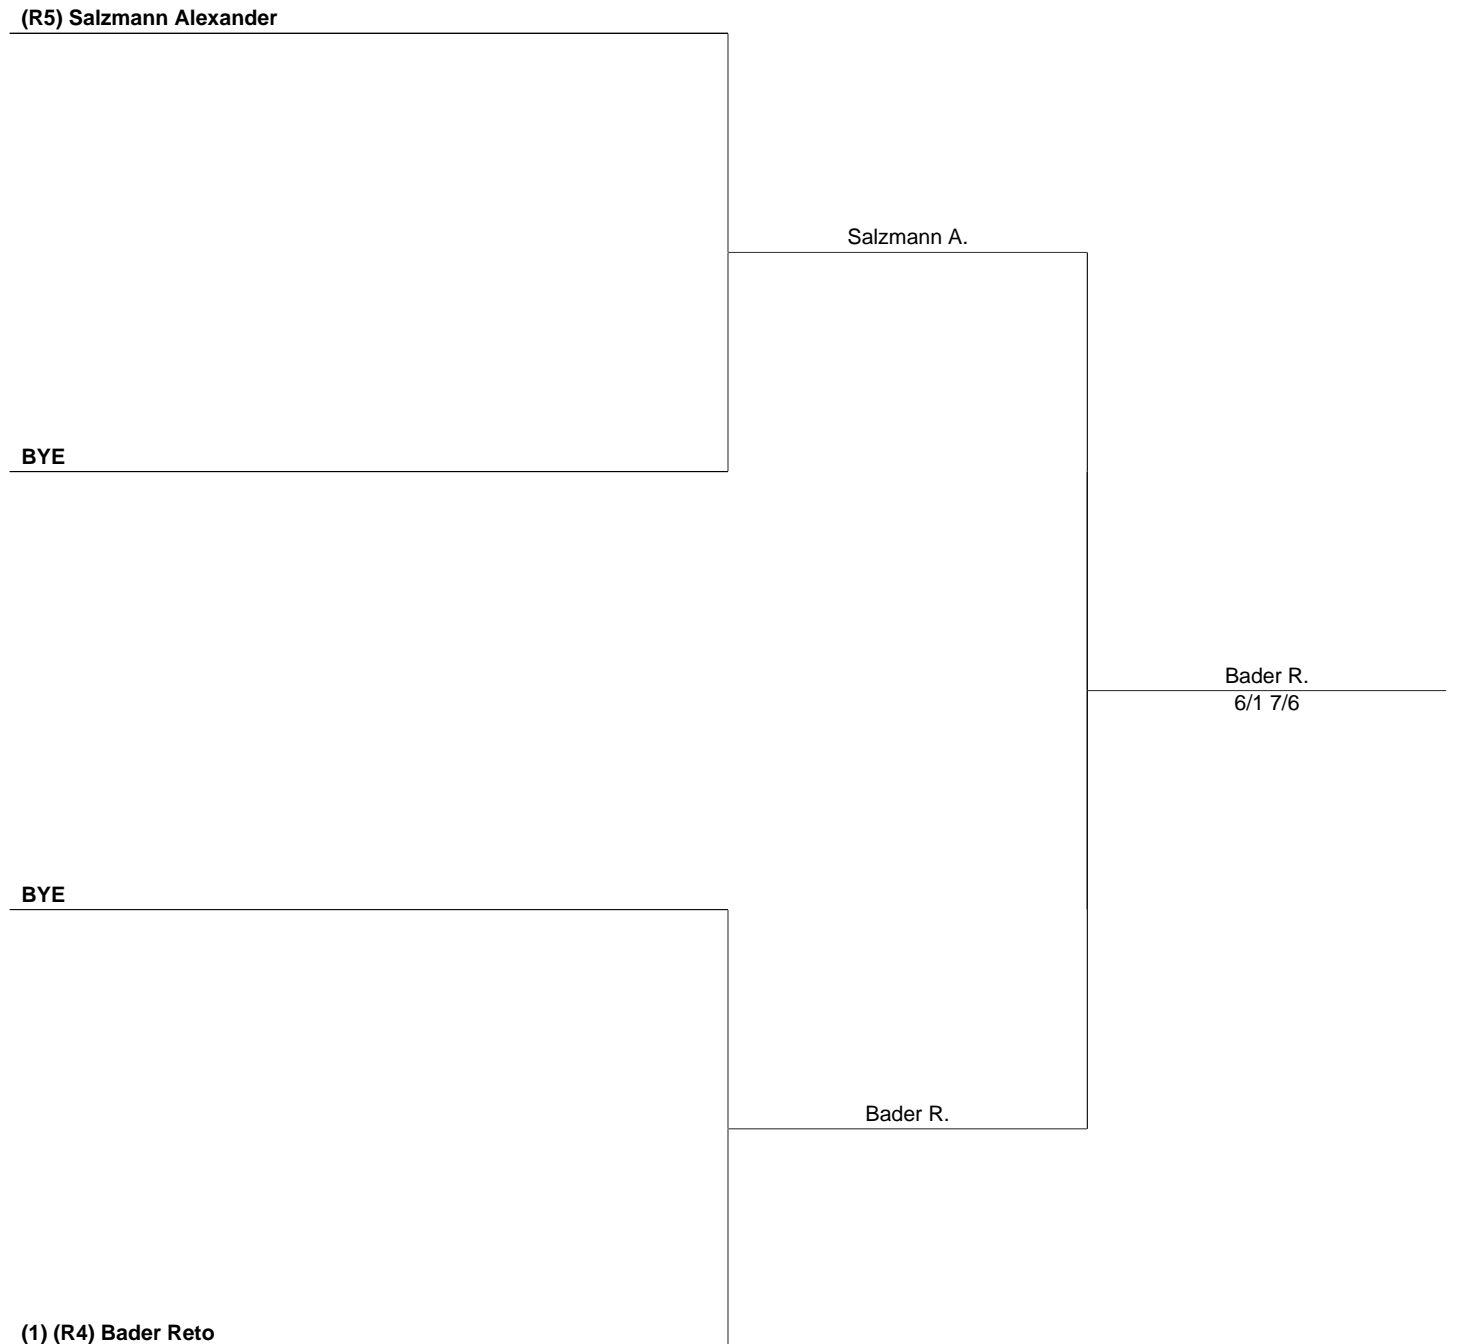 (R5) Salzmann Alexander
Salzmann A.
BYE
Bader R.
6/1 7/6
BYE
Bader R.
(1) (R4) Bader Reto